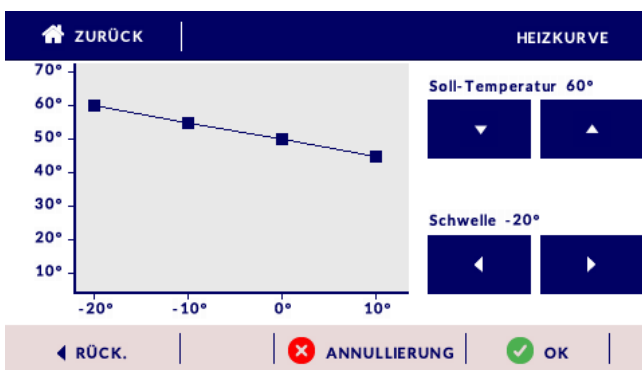 ZURÜCK
HEIZKURVE
70°
60°
50°
40°
30°
20°
10°
-20° -10° 0° 10°
Soll-Temperatur 60°
Schwelle -20°
RÜCK.
ANNULLIERUNG
OK